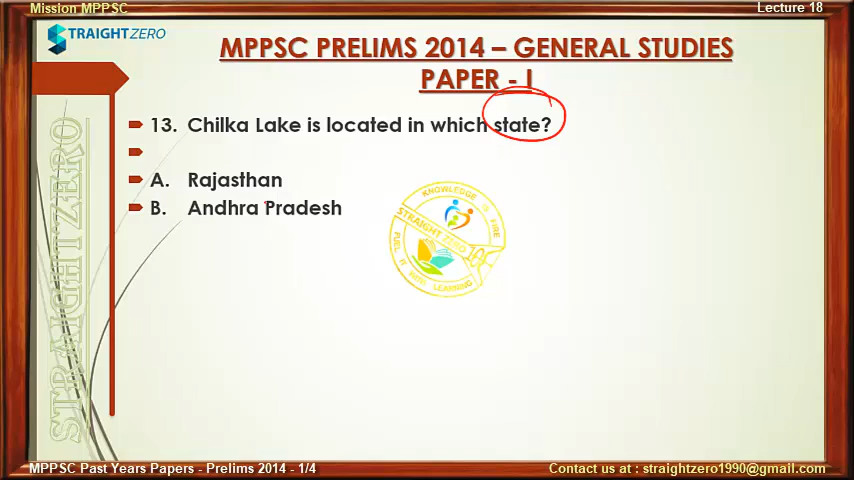 Mission MPPSC
Lecture 18
STRAIGHTZERO
MPPSC PRELIMS 2014 – GENERAL STUDIES
PAPER - I
13. Chilka Lake is located in which state?
A. Rajasthan
B. Andhra Pradesh
KNOWLEDGE IS FIRE
STRAIGHT ZERO
FUEL IT WITH LEARNING
STRAIGHTZERO
MPPSC Past Years Papers - Prelims 2014 - 1/4
Contact us at : straightzero1990@gmail.com